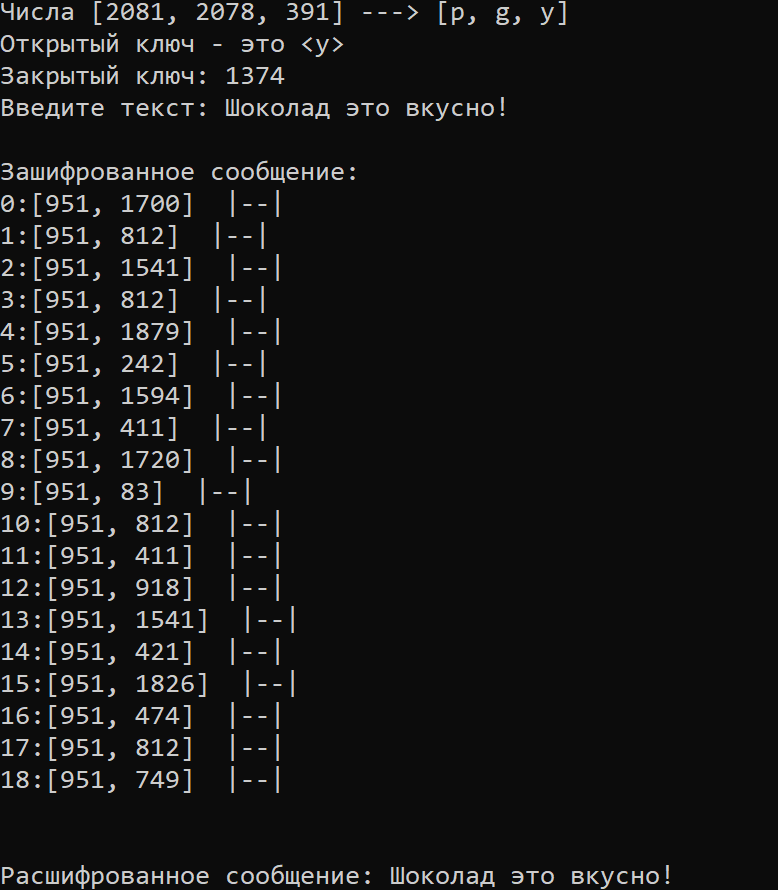 Числа [2081, 2078, 391] ---> [p, g, y]
Открытый ключ - это <y>
Закрытый ключ: 1374
Введите текст: Шоколад это вкусно!
Зашифрованное сообщение:
0:[951, 1700]  |--|
1:[951, 812]  |--|
2:[951, 1541]  |--|
3:[951, 812]  |--|
4:[951, 1879]  |--|
5:[951, 242]  |--|
6:[951, 1594]  |--|
7:[951, 411]  |--|
8:[951, 1720]  |--|
9:[951, 83]  |--|
10:[951, 812]  |--|
11:[951, 411]  |--|
12:[951, 918]  |--|
13:[951, 1541]  |--|
14:[951, 421]  |--|
15:[951, 1826]  |--|
16:[951, 474]  |--|
17:[951, 812]  |--|
18:[951, 749]  |--|
Расшифрованное сообщение: Шоколад это вкусно!